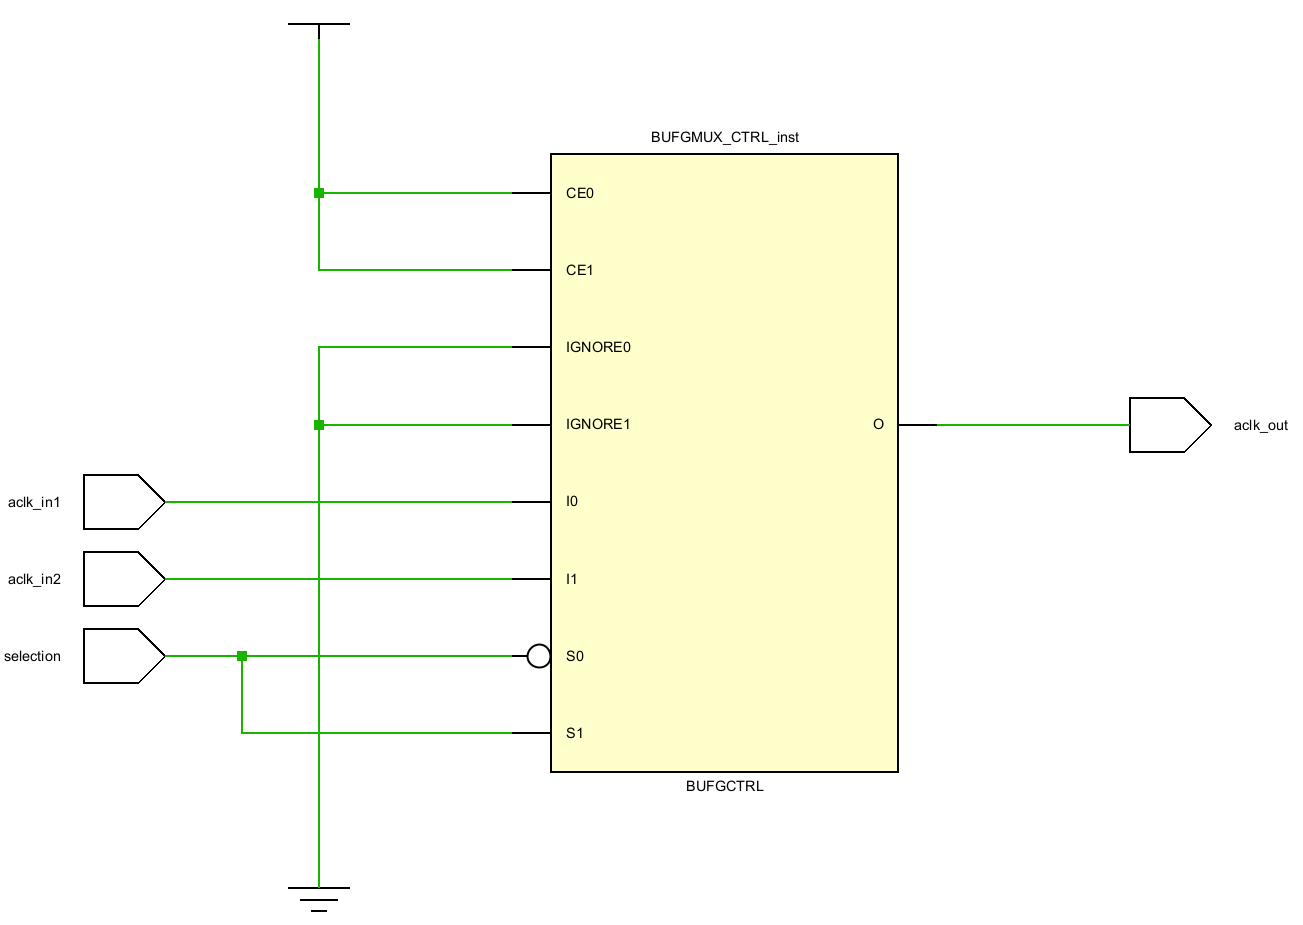 BUFGMUX_CTRL_inst
CE0
CE1
IGNORE0
IGNORE1
O
aclk_out
aclk_in1
I0
aclk_in2
I1
selection
S0
S1
BUFGCTRL